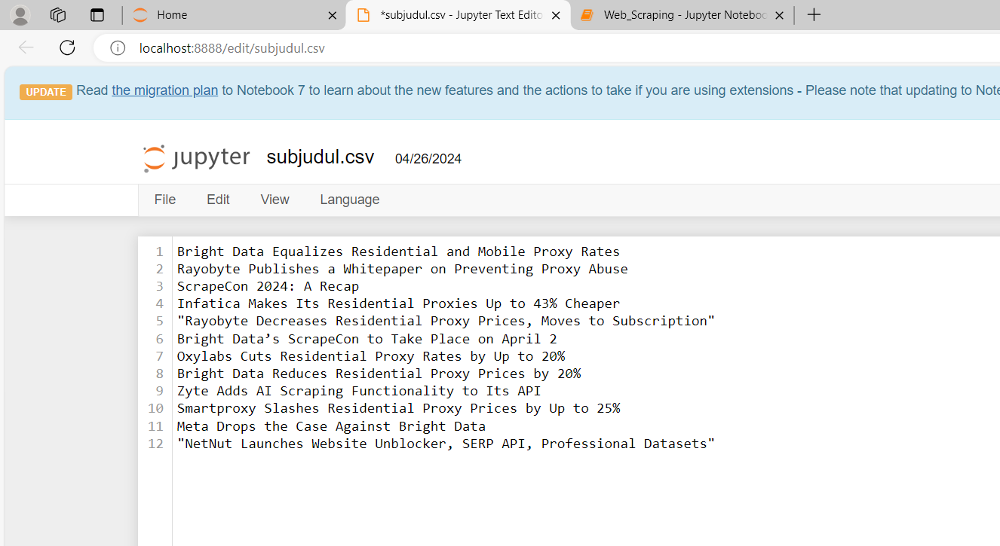 Home
*subjudul.csv - Jupyter Text Edito
Web_Scraping - Jupyter Noteboo
localhost:8888/edit/subjudul.csv
UPDATE Read the migration plan to Notebook 7 to learn about the new features and the actions to take if you are using extensions - Please note that updating to Note
jupyter subjudul.csv 04/26/2024
File Edit View Language
1 Bright Data Equalizes Residential and Mobile Proxy Rates
2 Rayobyte Publishes a Whitepaper on Preventing Proxy Abuse
3 ScrapeCon 2024: A Recap
4 Infatica Makes Its Residential Proxies Up to 43% Cheaper
5 "Rayobyte Decreases Residential Proxy Prices, Moves to Subscription"
6 Bright Data’s ScrapeCon to Take Place on April 2
7 Oxylabs Cuts Residential Proxy Rates by Up to 20%
8 Bright Data Reduces Residential Proxy Prices by 20%
9 Zyte Adds AI Scraping Functionality to Its API
10 Smartproxy Slashes Residential Proxy Prices by Up to 25%
11 Meta Drops the Case Against Bright Data
12 "NetNut Launches Website Unblocker, SERP API, Professional Datasets"